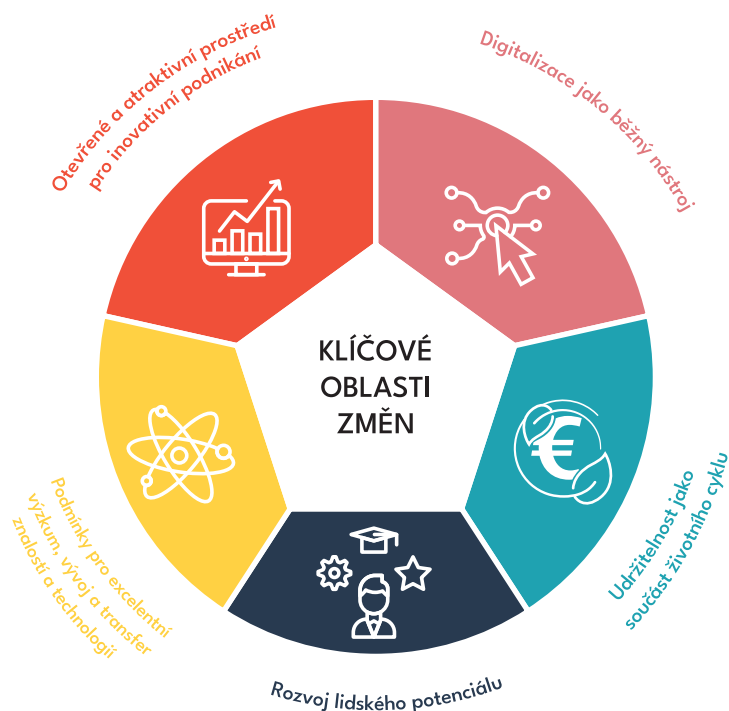 Otevřené a atraktivní prostředí
pro inovativní podnikání
Digitalizace jako běžný nástroj
KLÍČOVÉ
OBLASTI
ZMĚN
Podmínky pro excelentní
výzkum, vývoj a transfer
znalostí a technologií
Udržitelnost jako
součást životního cyklu
Rozvoj lidského potenciálu